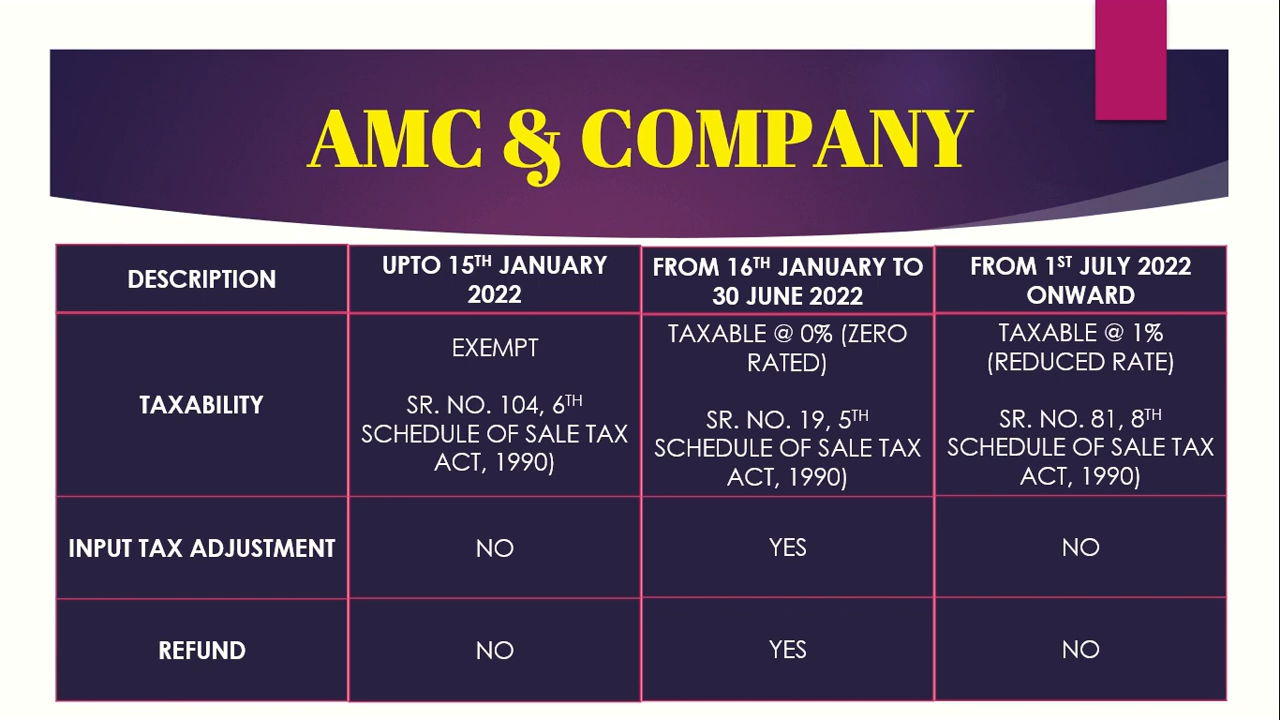 AMC & COMPANY
DESCRIPTION
UPTO 15TH JANUARY
2022
FROM 16TH JANUARY TO
30 JUNE 2022
FROM 1ST JULY 2022
ONWARD
TAXABILITY
EXEMPT
SR. NO. 104, 6TH
SCHEDULE OF SALE TAX
ACT, 1990)
TAXABLE @ 0% (ZERO
RATED)
SR. NO. 19, 5TH
SCHEDULE OF SALE TAX
ACT, 1990)
TAXABLE @ 1%
(REDUCED RATE)
SR. NO. 81, 8TH
SCHEDULE OF SALE TAX
ACT, 1990)
INPUT TAX ADJUSTMENT
NO
YES
NO
REFUND
NO
YES
NO